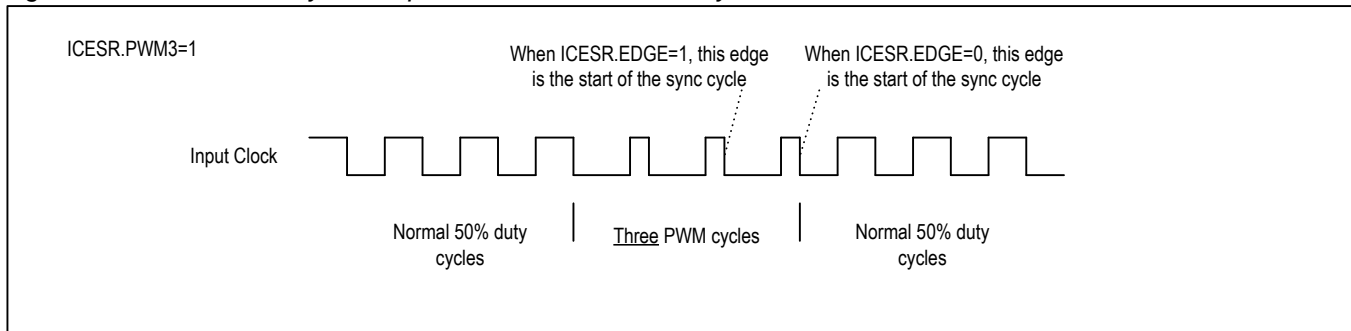 ICESR.PWM3=1
When ICESR.EDGE=1, this edge
is the start of the sync cycle
When ICESR.EDGE=0, this edge
is the start of the sync cycle
Input Clock
Normal 50% duty
cycles
Three PWM cycles
Normal 50% duty
cycles